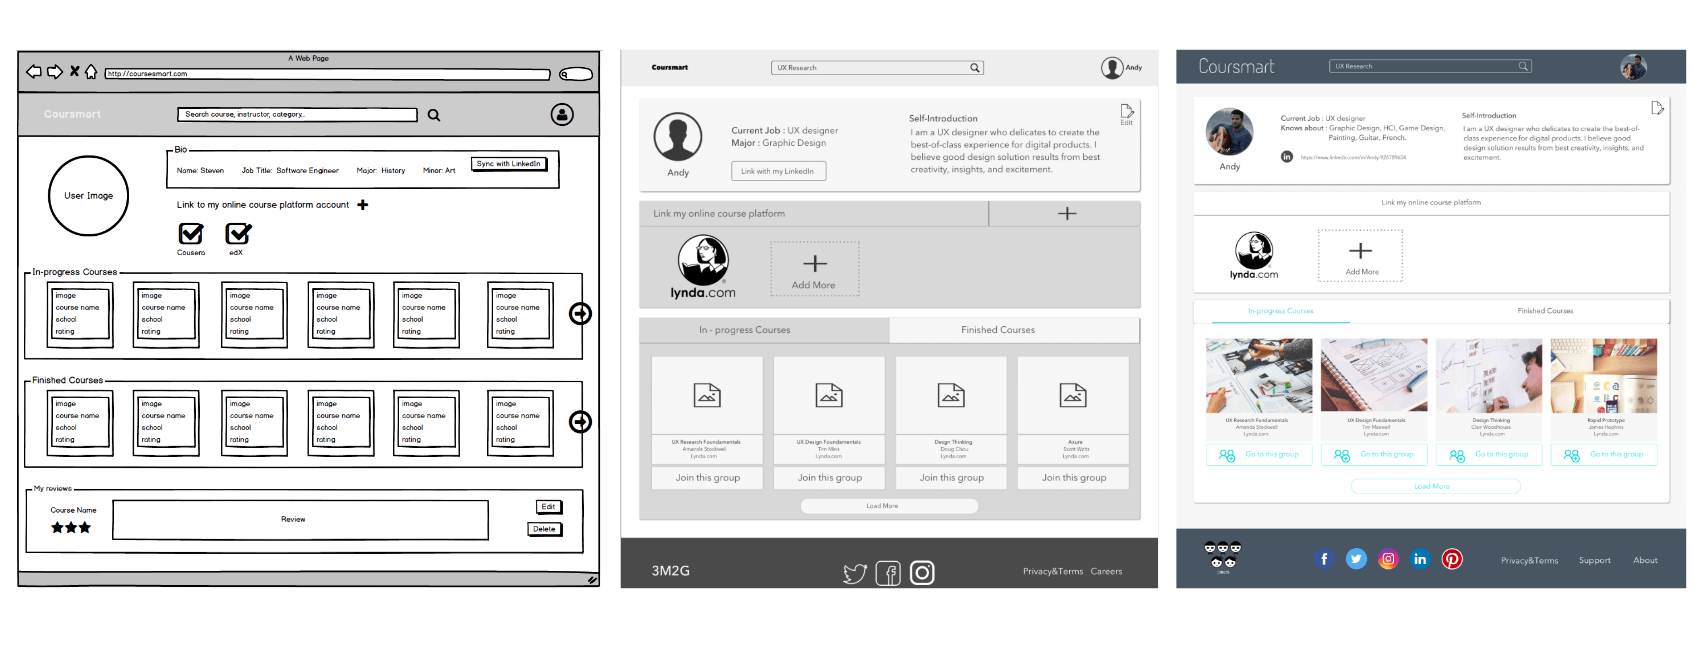 A Web Page
http://coursesmart.com
Coursmart
Search course, instructor, category..
User Image
Bio
Name: Steven Job Title: Software Engineer Major: History Minor: Art
Sync with LinkedIn
Link to my online course platform account
Cousera edX
In-progress Courses
image image image image image image
course name course name course name course name course name course name
school school school school school school
rating rating rating rating rating rating
Finished Courses
image image image image image image
course name course name course name course name course name course name
school school school school school school
rating rating rating rating rating rating
My reviews
Course Name
Review
Edit
Delete
Coursmart
UX Research
Andy
Andy
Current Job : UX designer
Major : Graphic Design
Link with my LinkedIn
Self-Introduction
I am a UX designer who delicates to create the
best-of-class experience for digital products. I
believe good design solution results from best
creativity, insights, and excitement.
Edit
Link my online course platform
lynda.com
Add More
In - progress Courses
Finished Courses
UX Research Foundamentals
Amanda Stockwell
Lynda.com
Join this group
UX Design Foundamentals
Tim Mins
Lynda.com
Join this group
Desgn Thinking
Doug Chou
Lynda.com
Join this group
Axure
Scott Watts
Lynda.com
Join this group
Load More
3M2G
Privacy&Terms Careers
Coursmart
UX Research
Andy
Current Job : UX designer
Knows about : Graphic Design, HCI, Game Design,
Painting, Guitar, French.
in https://www.linkedin.com/in/Andy-926789634
Self-Introduction
I am a UX designer who delicates to create the best-of-
class experience for digital products. I believe good
design solution results from best creativity, insights, and
excitement.
Link my online course platform
lynda.com
Add More
In-progress Courses
Finished Courses
UX Research Fundamentals
Amanda Stockwell
Lynda.com
Go to this group
UX Design Fundamentals
Tim Maxwell
Lynda.com
Go to this group
Design Thinking
Clair Woodhouse
Lynda.com
Go to this group
Rapid Prototype
James Hophins
Lynda.com
Go to this group
Load More
Privacy&Terms Support About